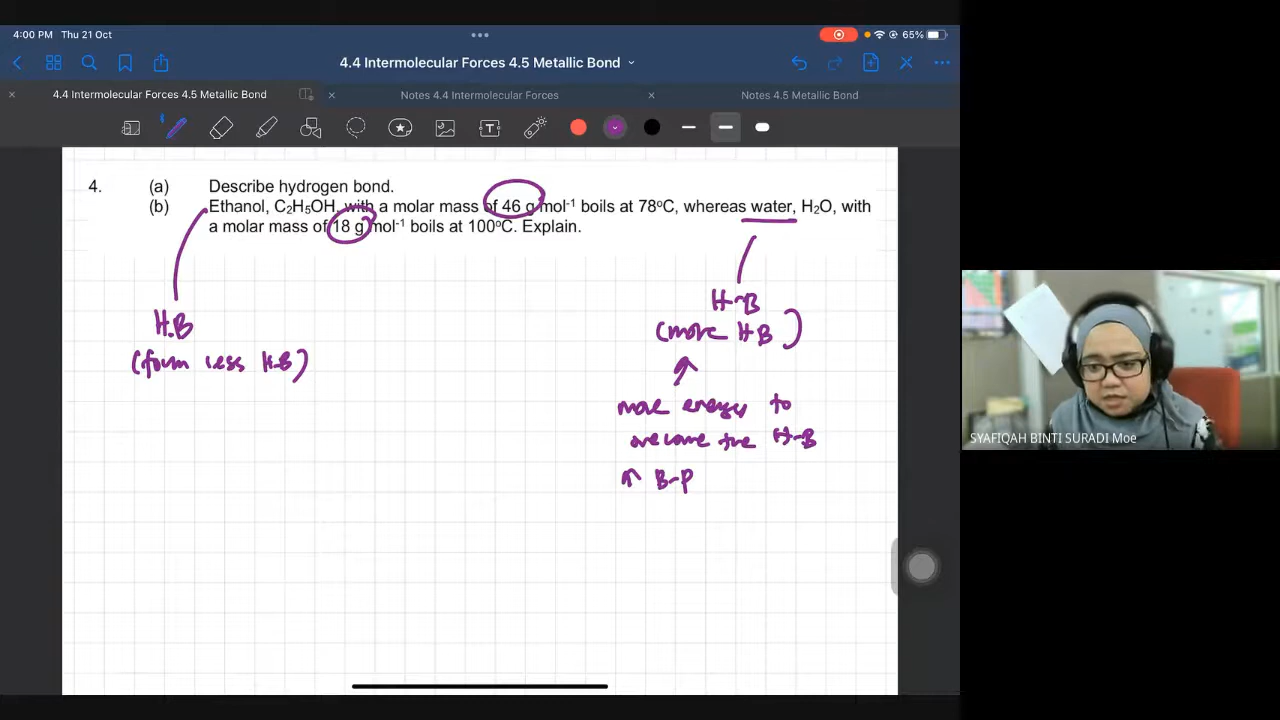 4:00 PM Thu 21 Oct
65%
4.4 Intermolecular Forces 4.5 Metallic Bond
4.4 Intermolecular Forces 4.5 Metallic Bond
Notes 4.4 Intermolecular Forces
Notes 4.5 Metallic Bond
4. (a) Describe hydrogen bond.
(b) Ethanol, C₂H₅OH, with a molar mass of 46 g mol⁻¹ boils at 78°C, whereas water, H₂O, with
a molar mass of 18 g mol⁻¹ boils at 100°C. Explain.
H.B
(form less H-B)
H-B
(more H B)
more energy to
overcome the H-B
↑ B-P
SYAFIQAH BINTI SURADI Moe